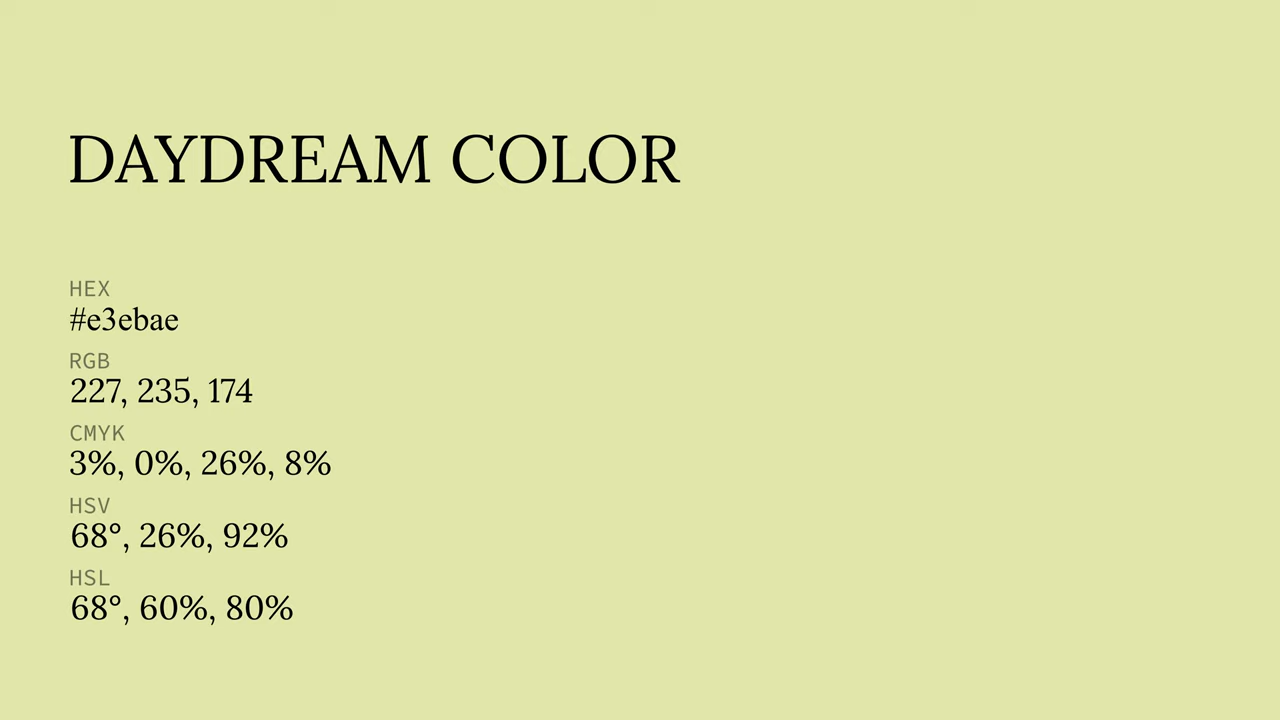 DAYDREAM COLOR
HEX
#e3ebae
RGB
227, 235, 174
CMYK
3%, 0%, 26%, 8%
HSV
68°, 26%, 92%
HSL
68°, 60%, 80%